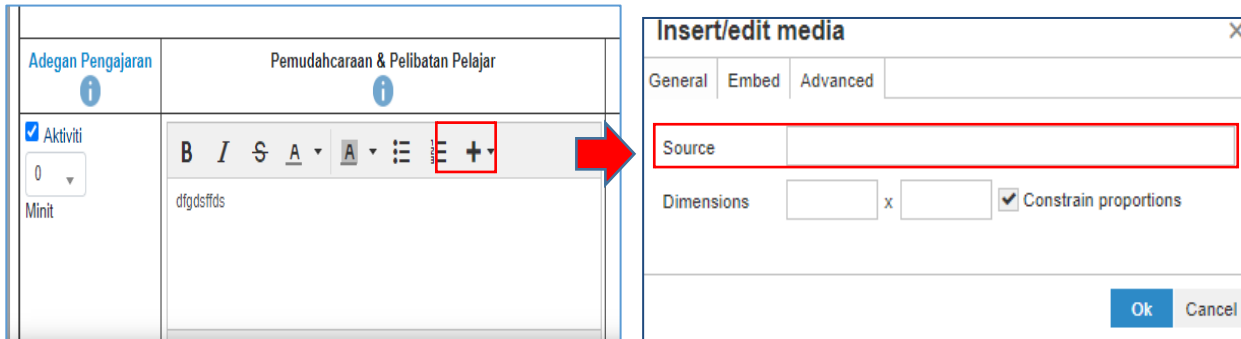 Adegan Pengajaran
Pemudahcaraan & Pelibatan Pelajar
Aktiviti
0
Minit
B I S A A
dfgdsffds
Insert/edit media
General Embed Advanced
Source
Dimensions x Constrain proportions
Ok Cancel